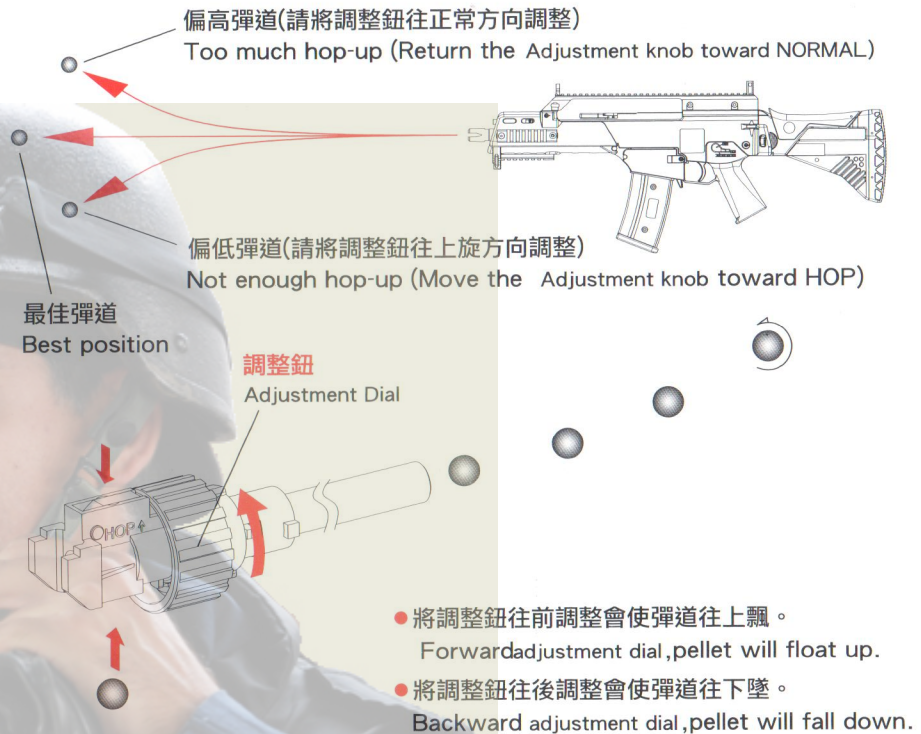 偏高彈道(請將調整鈕往正常方向調整)
Too much hop-up (Return the Adjustment knob toward NORMAL)
偏低彈道(請將調整鈕往上旋方向調整)
Not enough hop-up (Move the Adjustment knob toward HOP)
最佳彈道
Best position
調整鈕
Adjustment Dial
HOP
將調整鈕往前調整會使彈道往上飄。
Forwardadjustment dial,pellet will float up.
將調整鈕往後調整會使彈道往下墜。
Backward adjustment dial,pellet will fall down.